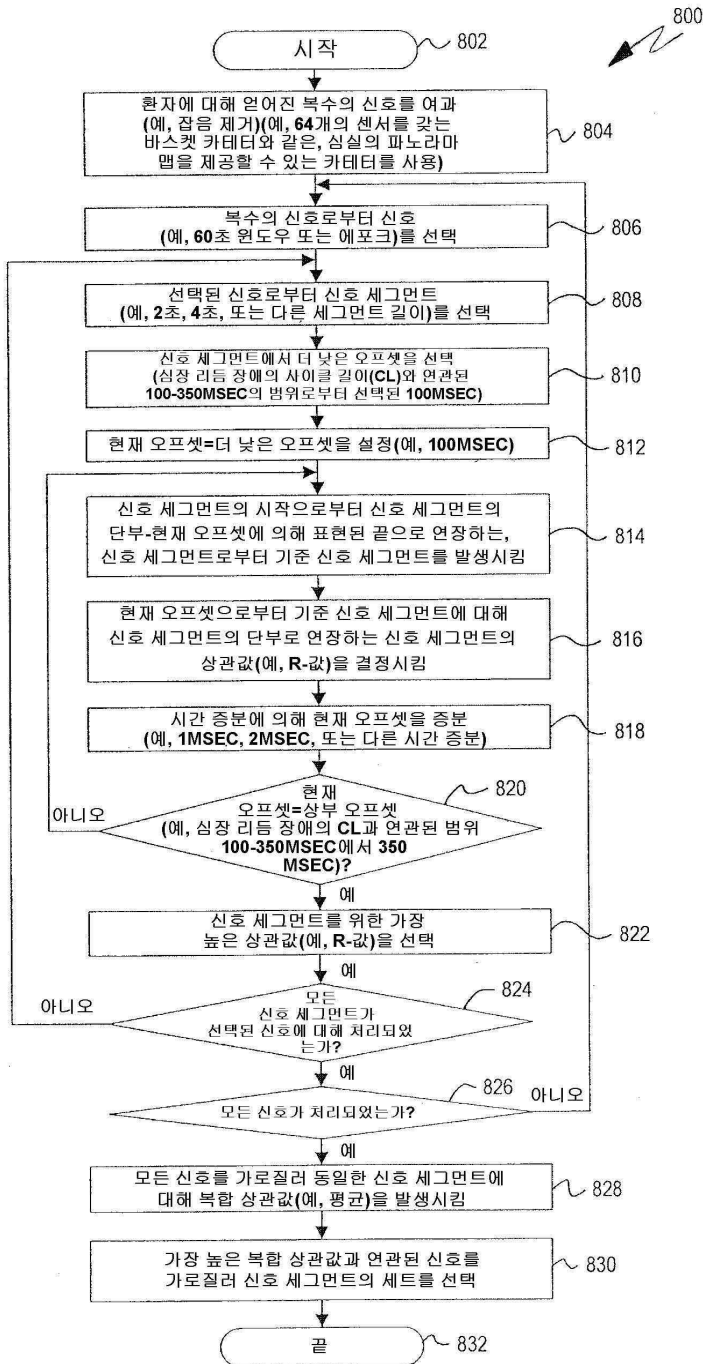 800
시작
802
환자에 대해 얻어진 복수의 신호를 여과
(예, 잡음 제거)(예, 64개의 센서를 갖는
바스켓 카테터와 같은, 심실의 파노라마
맵을 제공할 수 있는 카테터를 사용)
804
복수의 신호로부터 신호
(예, 60초 윈도우 또는 에포크)를 선택
806
선택된 신호로부터 신호 세그먼트
(예, 2초, 4초, 또는 다른 세그먼트 길이)를 선택
808
신호 세그먼트에서 더 낮은 오프셋을 선택
(심장 리듬 장애의 사이클 길이(CL)와 연관된
100-350MSEC의 범위로부터 선택된 100MSEC)
810
현재 오프셋=더 낮은 오프셋을 설정(예, 100MSEC)
812
신호 세그먼트의 시작으로부터 신호 세그먼트의
단부-현재 오프셋에 의해 표현된 끝으로 연장하는,
신호 세그먼트로부터 기준 신호 세그먼트를 발생시킴
814
현재 오프셋으로부터 기준 신호 세그먼트에 대해
신호 세그먼트의 단부로 연장하는 신호 세그먼트의
상관값(예, R-값)을 결정시킴
816
시간 증분에 의해 현재 오프셋을 증분
(예, 1MSEC, 2MSEC, 또는 다른 시간 증분)
818
현재
오프셋=상부 오프셋
(예, 심장 리듬 장애의 CL과 연관된 범위
100-350MSEC에서 350
MSEC)?
820
아니오
예
신호 세그먼트를 위한 가장
높은 상관값(예, R-값)을 선택
822
예
모든
신호 세그먼트가
선택된 신호에 대해 처리되었
는가?
824
아니오
예
모든 신호가 처리되었는가?
826
아니오
예
모든 신호를 가로질러 동일한 신호 세그먼트에
대해 복합 상관값(예, 평균)을 발생시킴
828
가장 높은 복합 상관값과 연관된 신호를
가로질러 신호 세그먼트의 세트를 선택
830
끝
832